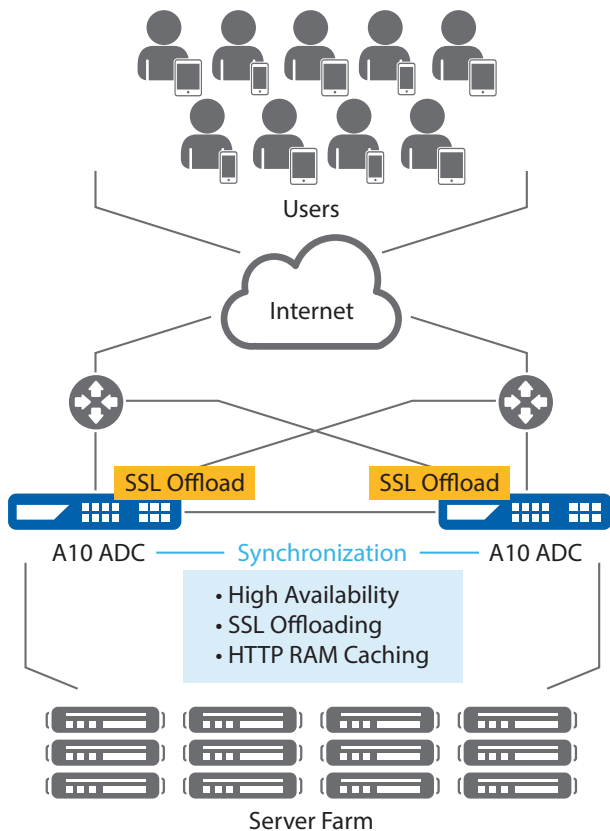 Users
Internet
SSL Offload
SSL Offload
A10 ADC
Synchronization
A10 ADC
• High Availability
• SSL Offloading
• HTTP RAM Caching
Server Farm